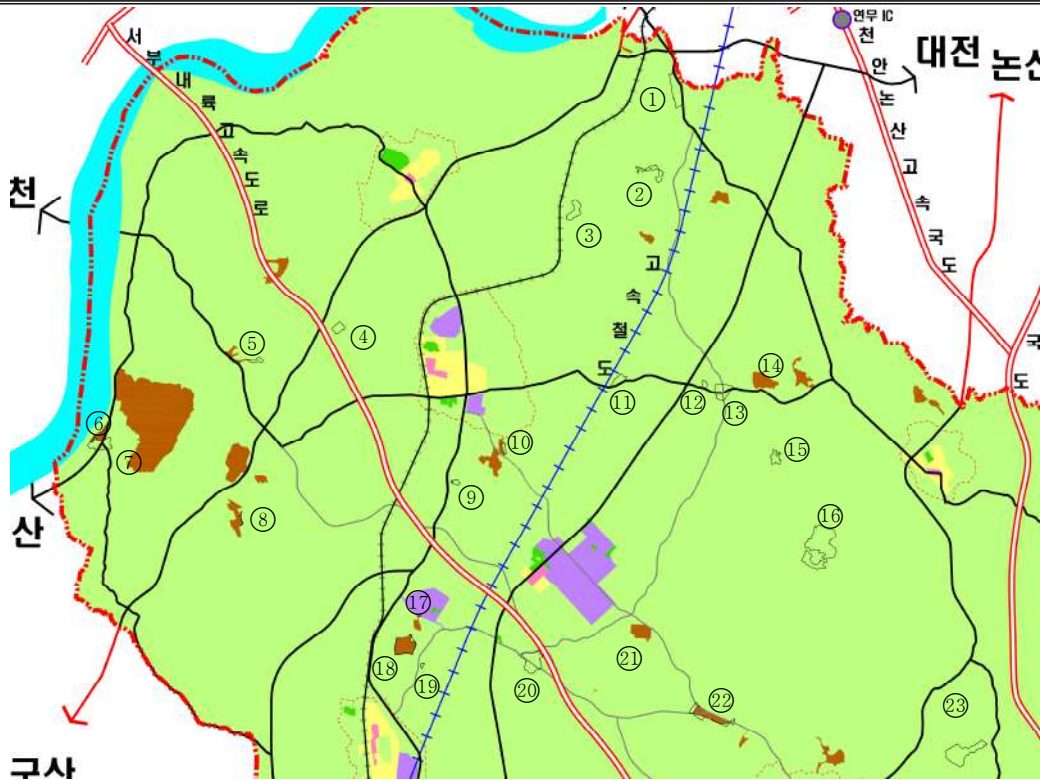 연무 IC
대전
논산
천안논산고속국도
서부내륙고속도로
①
②
천
③
고속철도
④
⑤
⑪
⑫
⑬
⑭
국도
⑥
⑦
⑩
⑮
⑨
⑧
⑯
산
⑰
⑱
⑲
⑳
㉑
㉒
㉓
군산